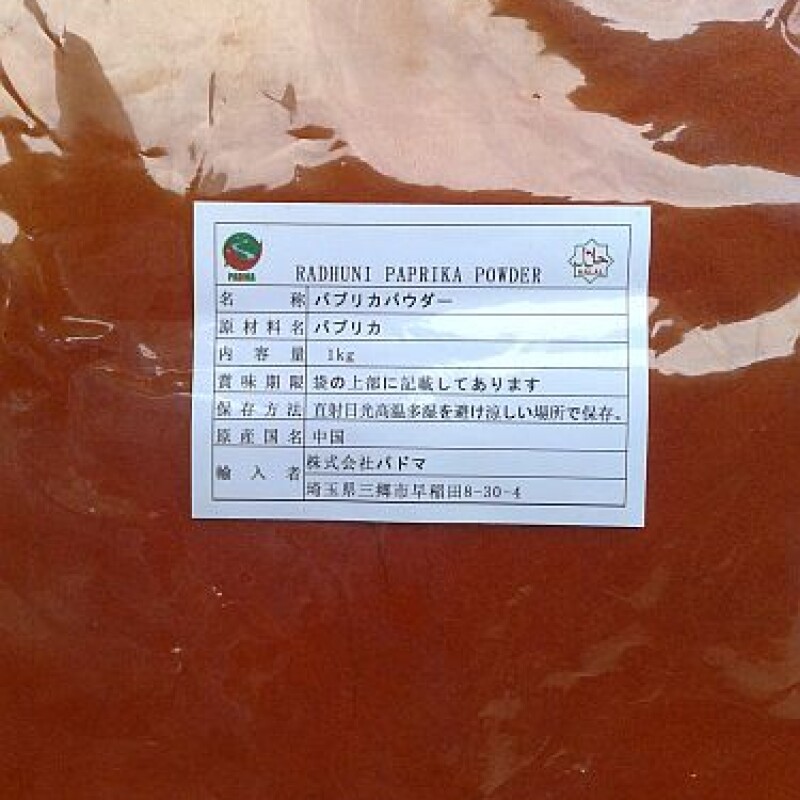 PADMA
RADHUNI PAPRIKA POWDER
حلال
HALAL
名称 パプリカパウダー
原材料名 パプリカ
内容量 1kg
賞味期限 袋の上部に記載してあります
保存方法 直射日光高温多湿を避け涼しい場所で保存。
原産国名 中国
輸入者 株式会社パドマ
埼玉県三郷市早稲田8-30-4